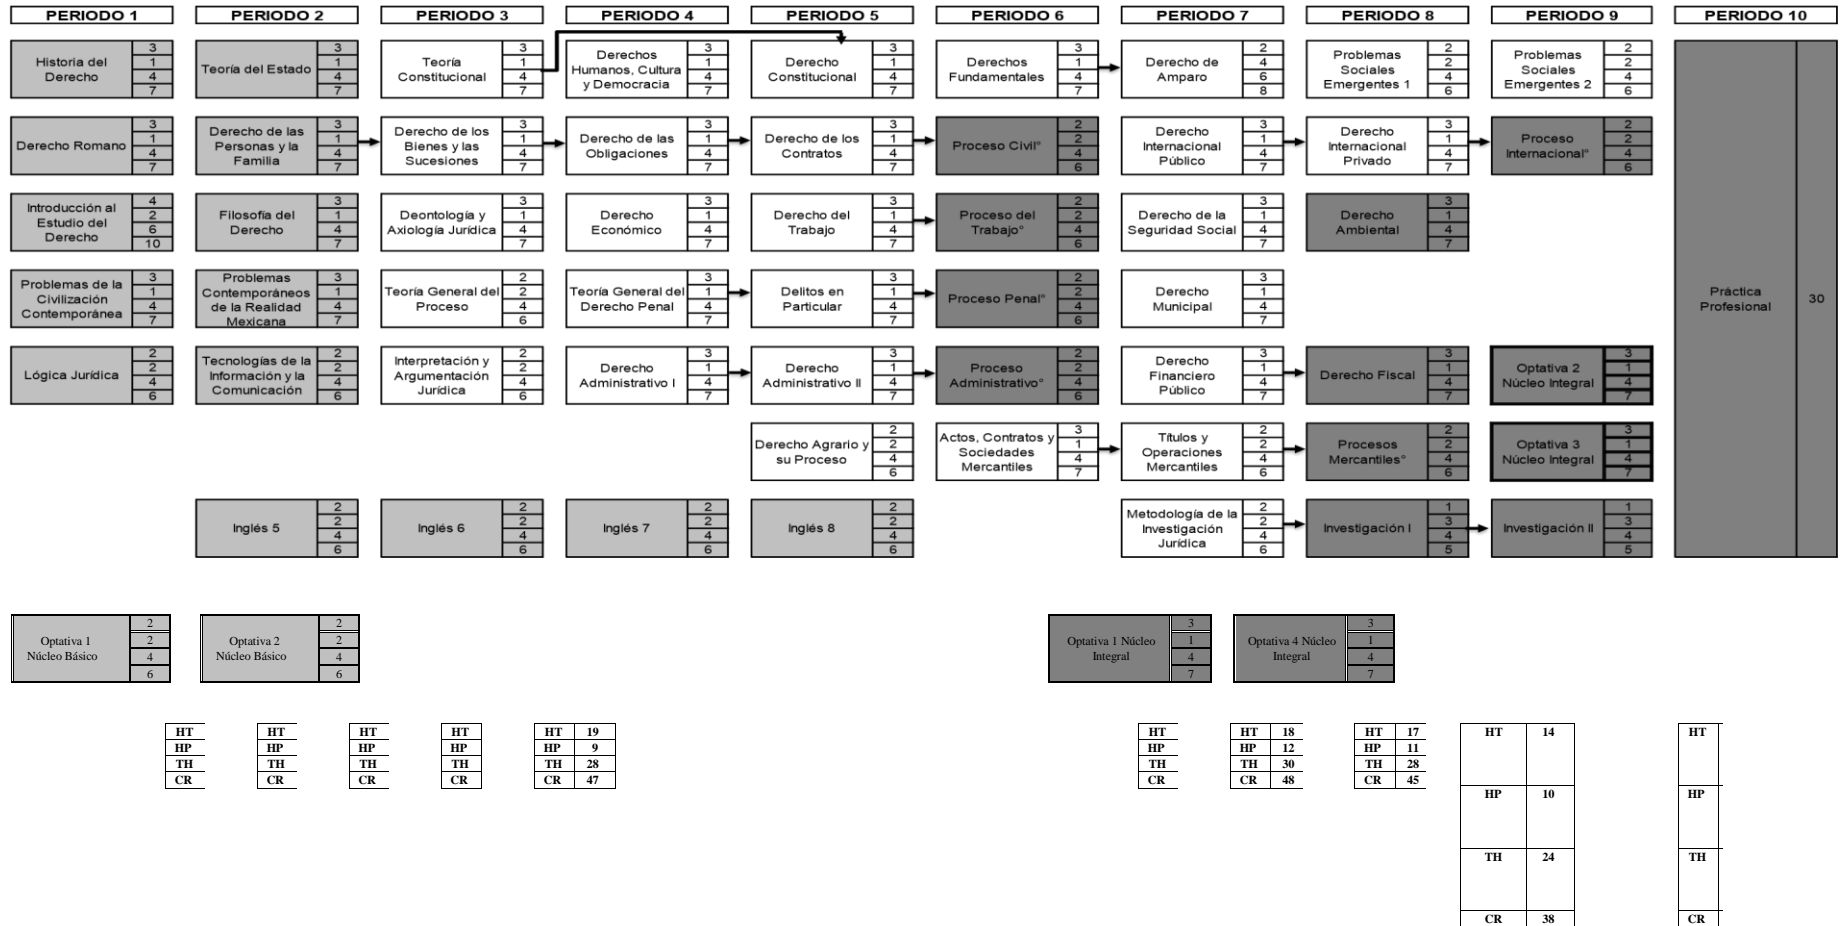 PERIODO 1 PERIODO 2 PERIODO 3 PERIODO 4 PERIODO 5 PERIODO 6 PERIODO 7 PERIODO 8 PERIODO 9 PERIODO 10
Historia del
Derecho
3
1
4
7
Teoría del Estado
3
1
4
7
Teoría
Constitucional
3
1
4
7
Derechos
Humanos, Cultura
y Democracia
3
1
4
7
Derecho
Constitucional
3
1
4
7
Derechos
Fundamentales
3
1
4
7
Derecho de
Amparo
2
4
6
8
Problemas
Sociales
Emergentes 1
2
2
4
6
Problemas
Sociales
Emergentes 2
2
2
4
6
Práctica
Profesional
30
Derecho Romano
3
1
4
7
Derecho de las
Personas y la
Familia
3
1
4
7
Derecho de los
Bienes y las
Sucesiones
3
1
4
7
Derecho de las
Obligaciones
3
1
4
7
Derecho de los
Contratos
3
1
4
7
Proceso Civil°
2
2
4
6
Derecho
Internacional
Público
3
1
4
7
Derecho
Internacional
Privado
3
1
4
7
Proceso
Internacional°
2
2
4
6
Introducción al
Estudio del
Derecho
4
2
6
10
Filosofía del
Derecho
3
1
4
7
Deontología y
Axiología Jurídica
3
1
4
7
Derecho
Económico
3
1
4
7
Derecho del
Trabajo
3
1
4
7
Proceso del
Trabajo°
2
2
4
6
Derecho de la
Seguridad Social
3
1
4
7
Derecho
Ambiental
3
1
4
7
Problemas de la
Civilización
Contemporánea
3
1
4
7
Problemas
Contemporáneos
de la Realidad
Mexicana
3
1
4
7
Teoría General del
Proceso
2
2
4
6
Teoría General del
Derecho Penal
3
1
4
7
Delitos en
Particular
3
1
4
7
Proceso Penal°
2
2
4
6
Derecho
Municipal
3
1
4
7
Lógica Jurídica
2
2
4
6
Tecnologías de la
Información y la
Comunicación
2
2
4
6
Interpretación y
Argumentación
Jurídica
2
2
4
6
Derecho
Administrativo I
3
1
4
7
Derecho
Administrativo II
3
1
4
7
Proceso
Administrativo°
2
2
4
6
Derecho
Financiero
Público
3
1
4
7
Derecho Fiscal
3
1
4
7
Optativa 2
Núcleo Integral
3
1
4
7
Derecho Agrario y
su Proceso
2
2
4
6
Actos, Contratos y
Sociedades
Mercantiles
3
1
4
7
Títulos y
Operaciones
Mercantiles
2
2
4
6
Procesos
Mercantiles°
2
2
4
6
Optativa 3
Núcleo Integral
3
1
4
7
Inglés 5
2
2
4
6
Inglés 6
2
2
4
6
Inglés 7
2
2
4
6
Inglés 8
2
2
4
6
Metodología de la
Investigación
Jurídica
2
2
4
6
Investigación I
1
3
4
5
Investigación II
1
3
4
5
Optativa 1
Núcleo Básico
2
2
4
6
Optativa 2
Núcleo Básico
2
2
4
6
Optativa 1 Núcleo
Integral
3
1
4
7
Optativa 4 Núcleo
Integral
3
1
4
7
HT HT HT HT HT 19 HT HT 18 HT 17 HT 14 HT
HP HP HP HP HP 9 HP HP 12 HP 11
TH TH TH TH TH 28 TH TH 30 TH 28
CR CR CR CR CR 47 CR CR 48 CR 45
HP 10 HP
TH 24 TH
CR 38 CR